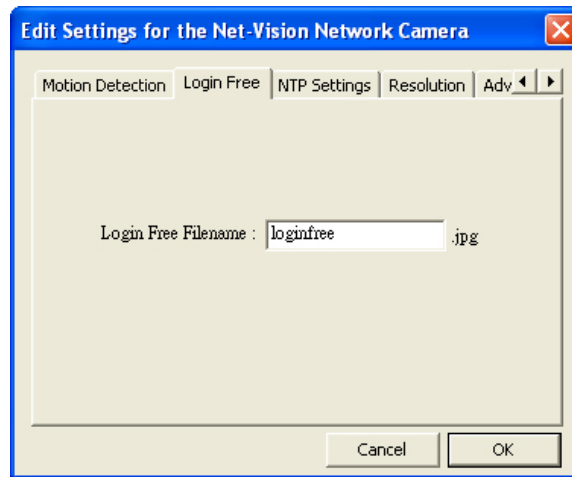 Edit Settings for the Net-Vision Network Camera
Motion Detection Login Free NTP Settings Resolution Adv
Login Free Filename : loginfree .jpg
Cancel OK